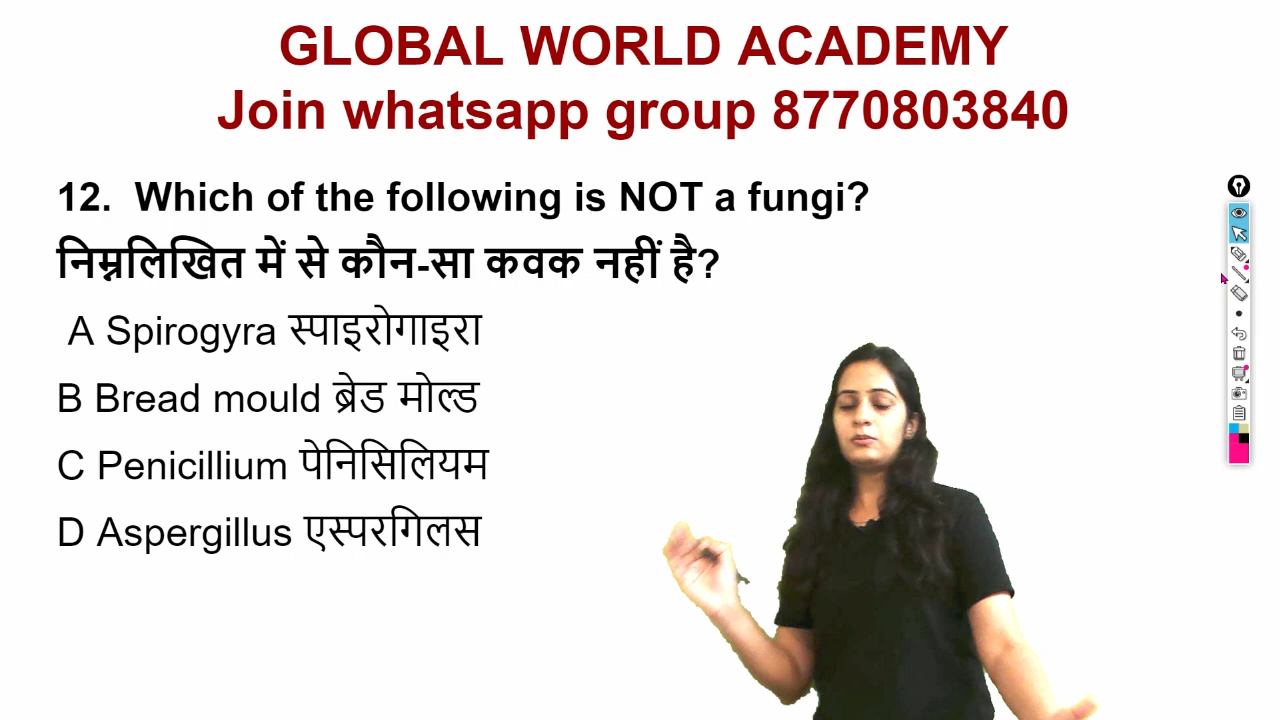 GLOBAL WORLD ACADEMY
Join whatsapp group 8770803840
12. Which of the following is NOT a fungi?
निम्नलिखित में से कौन-सा कवक नहीं है?
A Spirogyra स्पाइरोगाइरा
B Bread mould ब्रेड मोल्ड
C Penicillium पेनिसिलियम
D Aspergillus एस्परगिलस